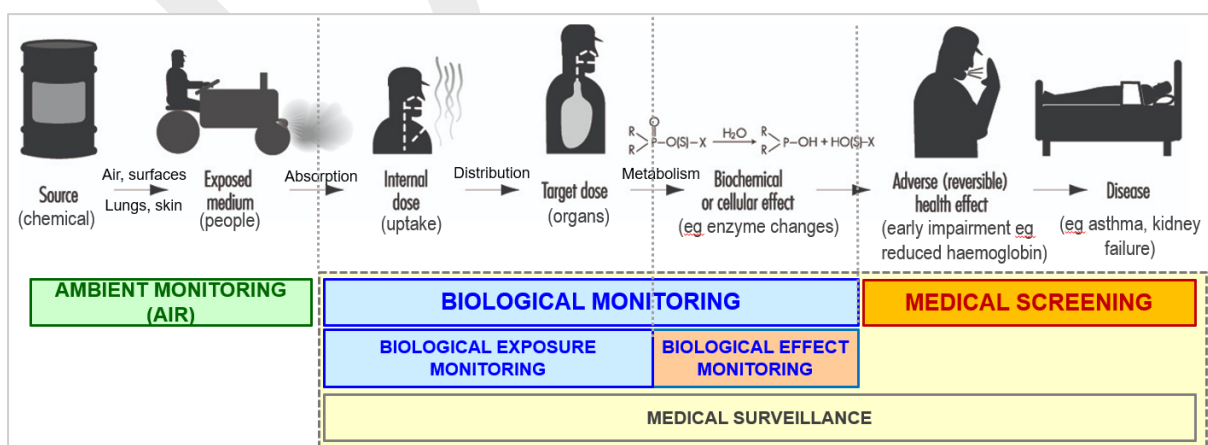 R
R
P
O
O(S)-X
H₂O
R
R
P-OH + HO(S)-X
Air, surfaces
Lungs, skin
Absorption
Distribution
Metabolism
Source
(chemical)
Exposed
medium
(people)
Internal
dose
(uptake)
Target dose
(organs)
Biochemical
or cellular effect
(eg enzyme changes)
Adverse (reversible)
health effect
(early impairment eg
reduced haemoglobin)
Disease
(eg asthma, kidney
failure)
AMBIENT MONITORING
(AIR)
BIOLOGICAL MONITORING
MEDICAL SCREENING
BIOLOGICAL EXPOSURE
MONITORING
BIOLOGICAL EFFECT
MONITORING
MEDICAL SURVEILLANCE